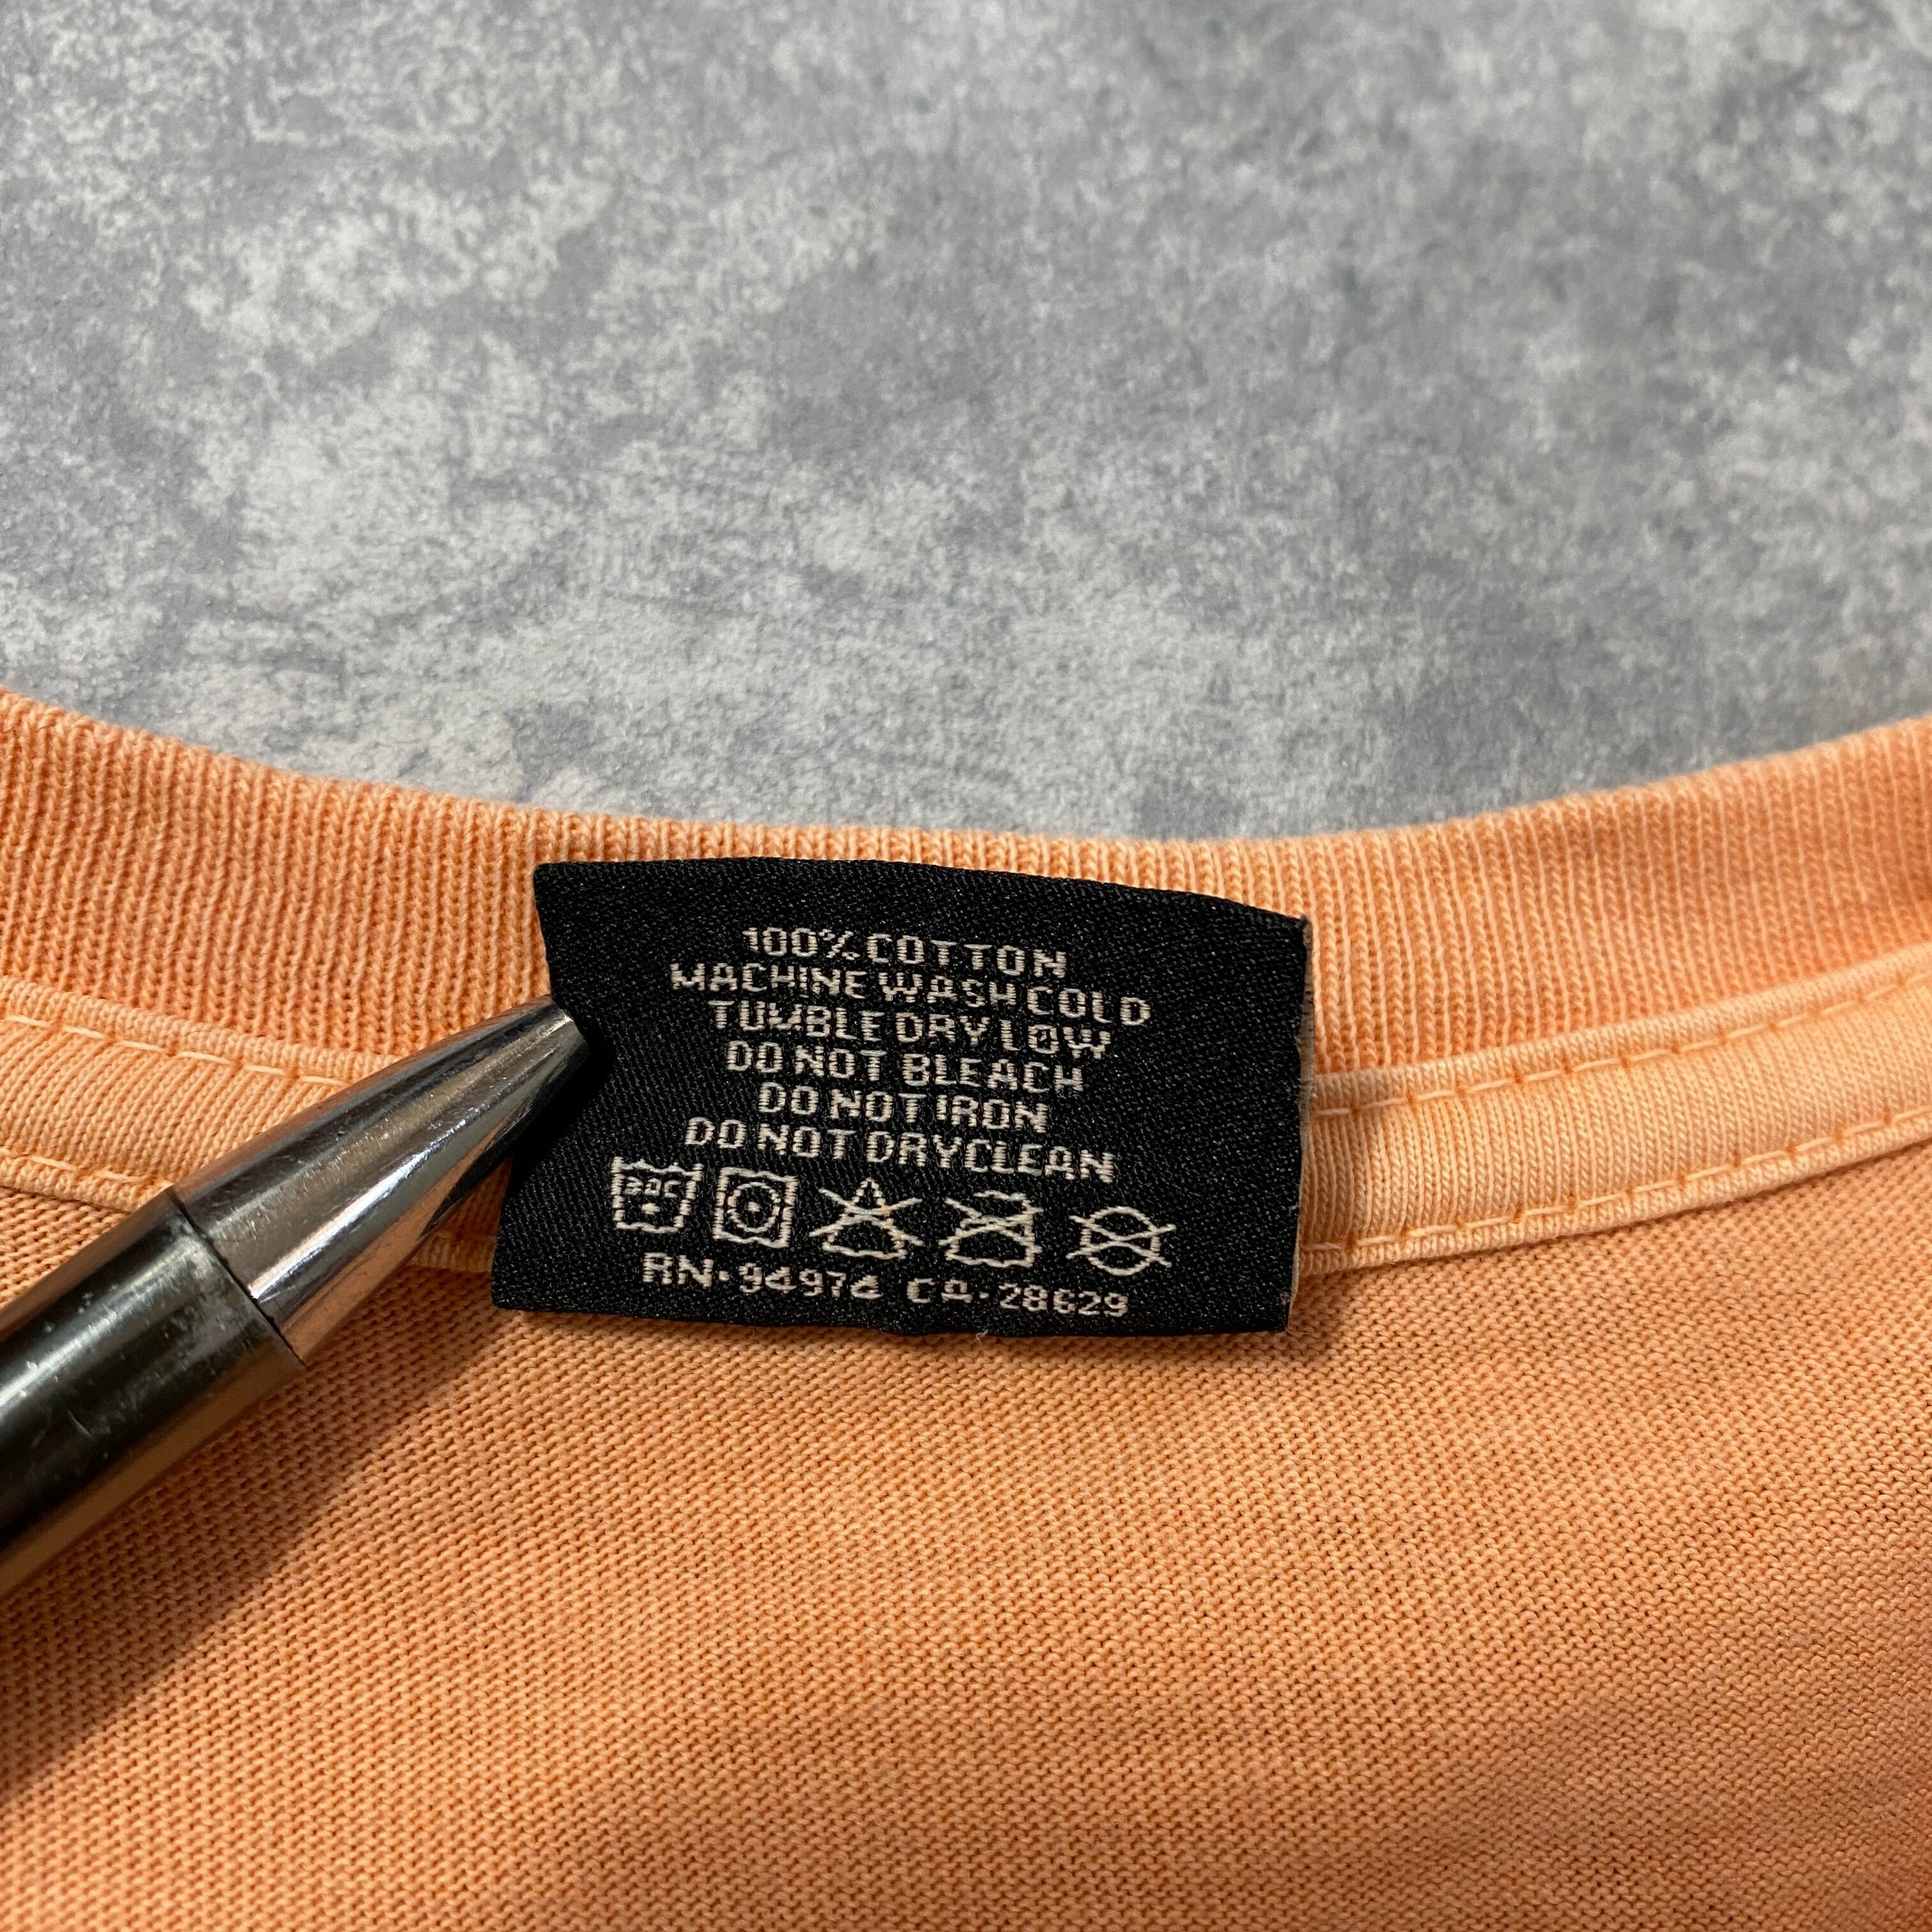 100% COTTON
MACHINE WASH COLD
TUMBLE DRY LOW
DO NOT BLEACH
DO NOT IRON
DO NOT DRYCLEAN
30C
RN·94974 CA·28629